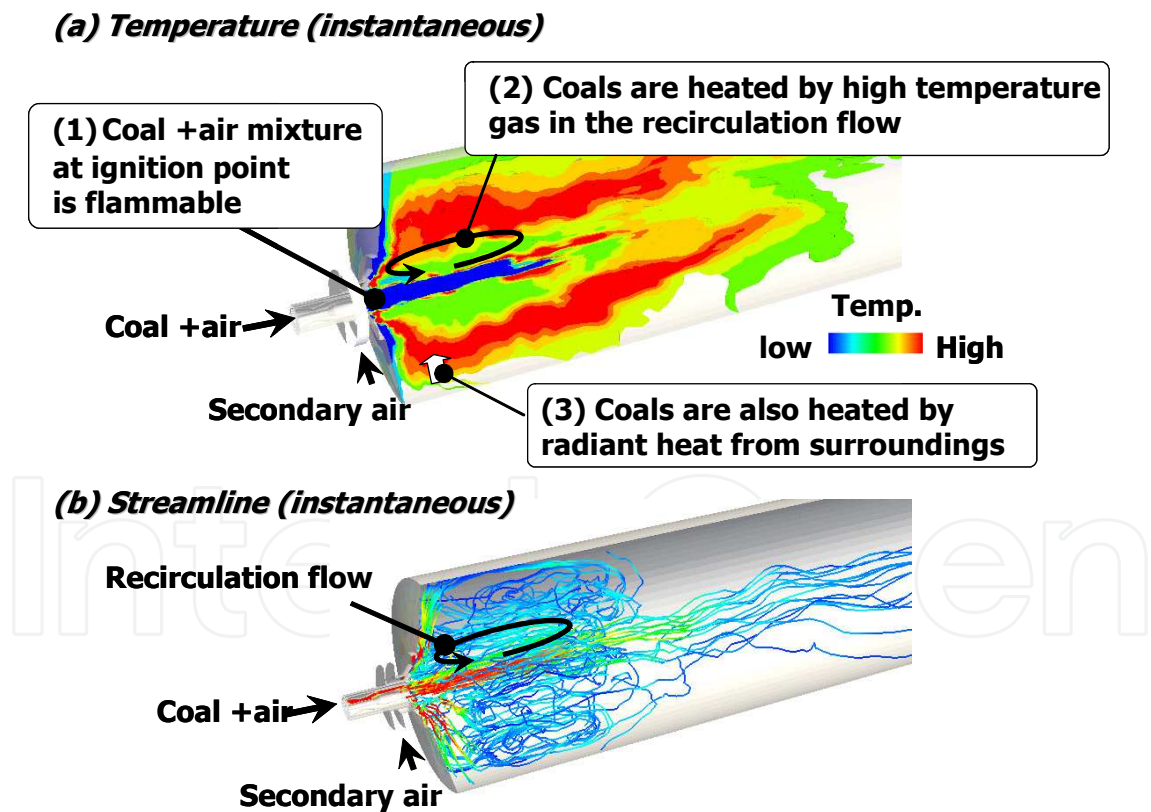 (a) Temperature (instantaneous)
(2) Coals are heated by high temperature
gas in the recirculation flow
(1) Coal +air mixture
at ignition point
is flammable
Coal +air
Temp.
low
High
Secondary air
(3) Coals are also heated by
radiant heat from surroundings
(b) Streamline (instantaneous)
Recirculation flow
Coal +air
Secondary air